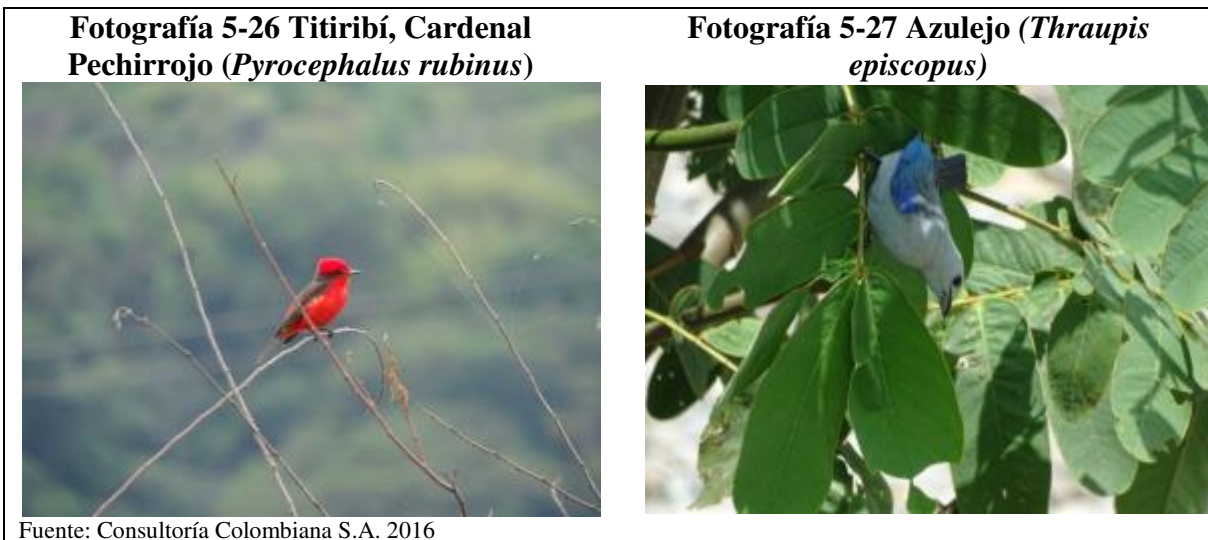 Fotografía 5-26 Titiribí, Cardenal
Pechirrojo (Pyrocephalus rubinus)
Fotografía 5-27 Azulejo (Thraupis
episcopus)
Fuente: Consultoría Colombiana S.A. 2016